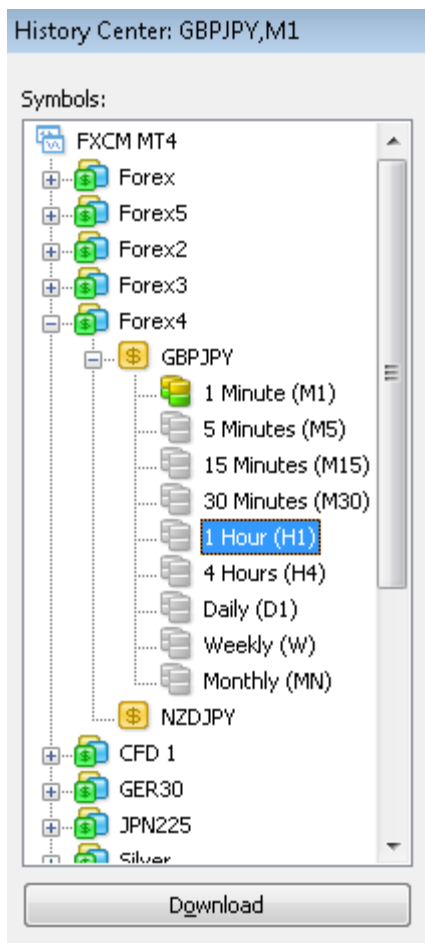 History Center: GBPJPY,M1
Symbols:
FXCM MT4
Forex
Forex5
Forex2
Forex3
Forex4
GBPJPY
1 Minute (M1)
5 Minutes (M5)
15 Minutes (M15)
30 Minutes (M30)
1 Hour (H1)
4 Hours (H4)
Daily (D1)
Weekly (W)
Monthly (MN)
NZDJPY
CFD 1
GER30
JPN225
Silver
Download